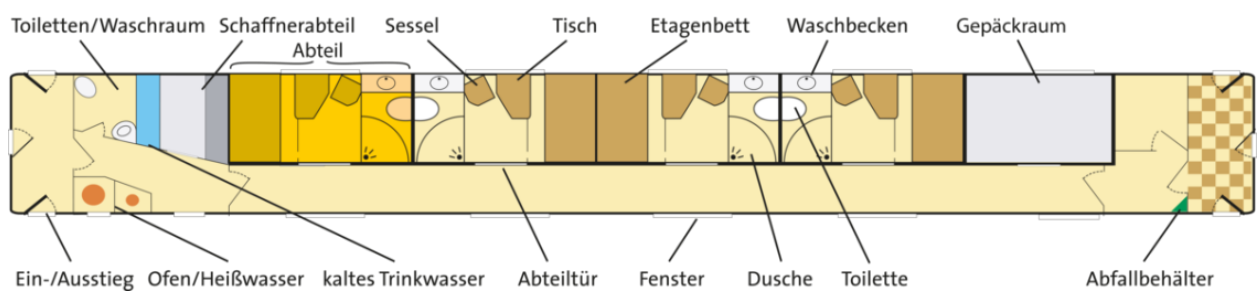 Toiletten/Waschraum
Schaffnerabteil
Sessel
Tisch
Etagenbett
Waschbecken
Gepäckraum
Abteil
Ein-/Ausstieg
Ofen/Heißwasser
kaltes Trinkwasser
Abteiltür
Fenster
Dusche
Toilette
Abfallbehälter